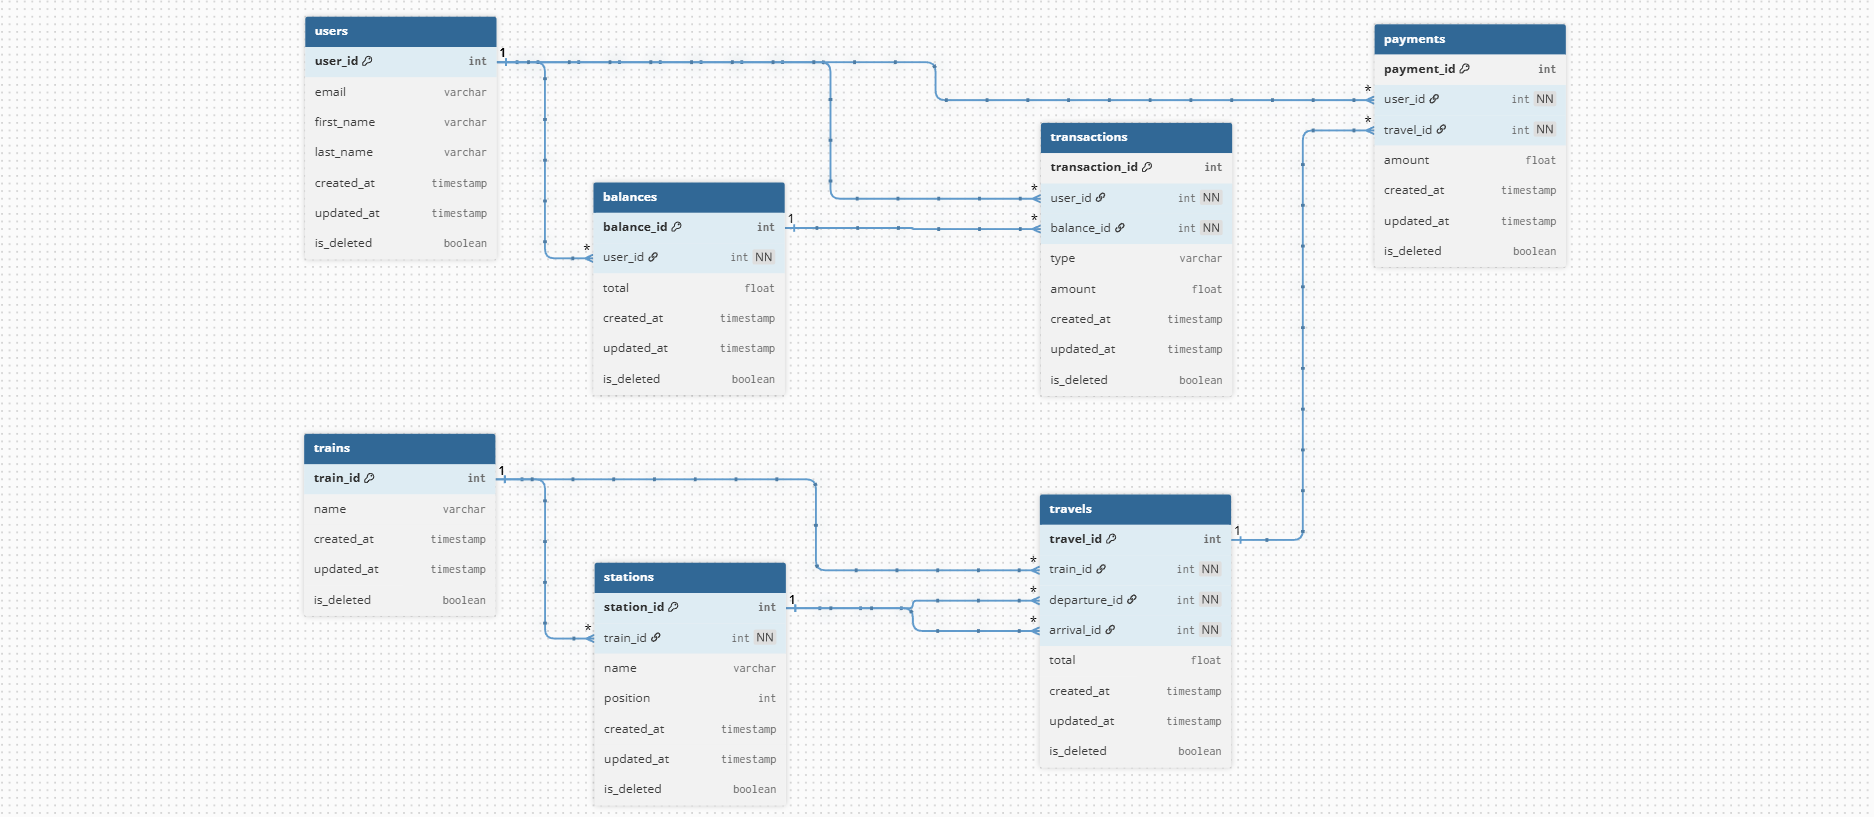 users
1
user_id int
email varchar
first_name varchar
last_name varchar
created_at timestamp
updated_at timestamp
is_deleted boolean
balances
1
balance_id int
*
user_id int NN
total float
created_at timestamp
updated_at timestamp
is_deleted boolean
transactions
transaction_id int
*
user_id int NN
*
balance_id int NN
type varchar
amount float
created_at timestamp
updated_at timestamp
is_deleted boolean
payments
payment_id int
*
user_id int NN
*
travel_id int NN
amount float
created_at timestamp
updated_at timestamp
is_deleted boolean
trains
1
train_id int
name varchar
created_at timestamp
updated_at timestamp
is_deleted boolean
stations
1
station_id int
*
train_id int NN
name varchar
position int
created_at timestamp
updated_at timestamp
is_deleted boolean
travels
1
travel_id int
*
train_id int NN
*
departure_id int NN
*
arrival_id int NN
total float
created_at timestamp
updated_at timestamp
is_deleted boolean